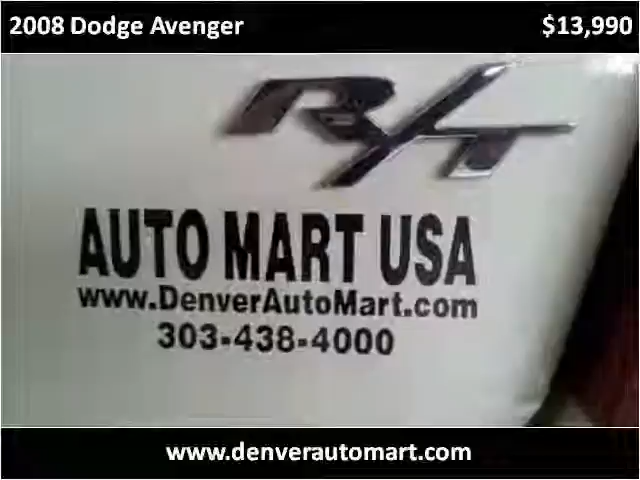 2008 Dodge Avenger $13,990
R/T
AUTO MART USA
www.DenverAutoMart.com
303-438-4000
www.denverautomart.com